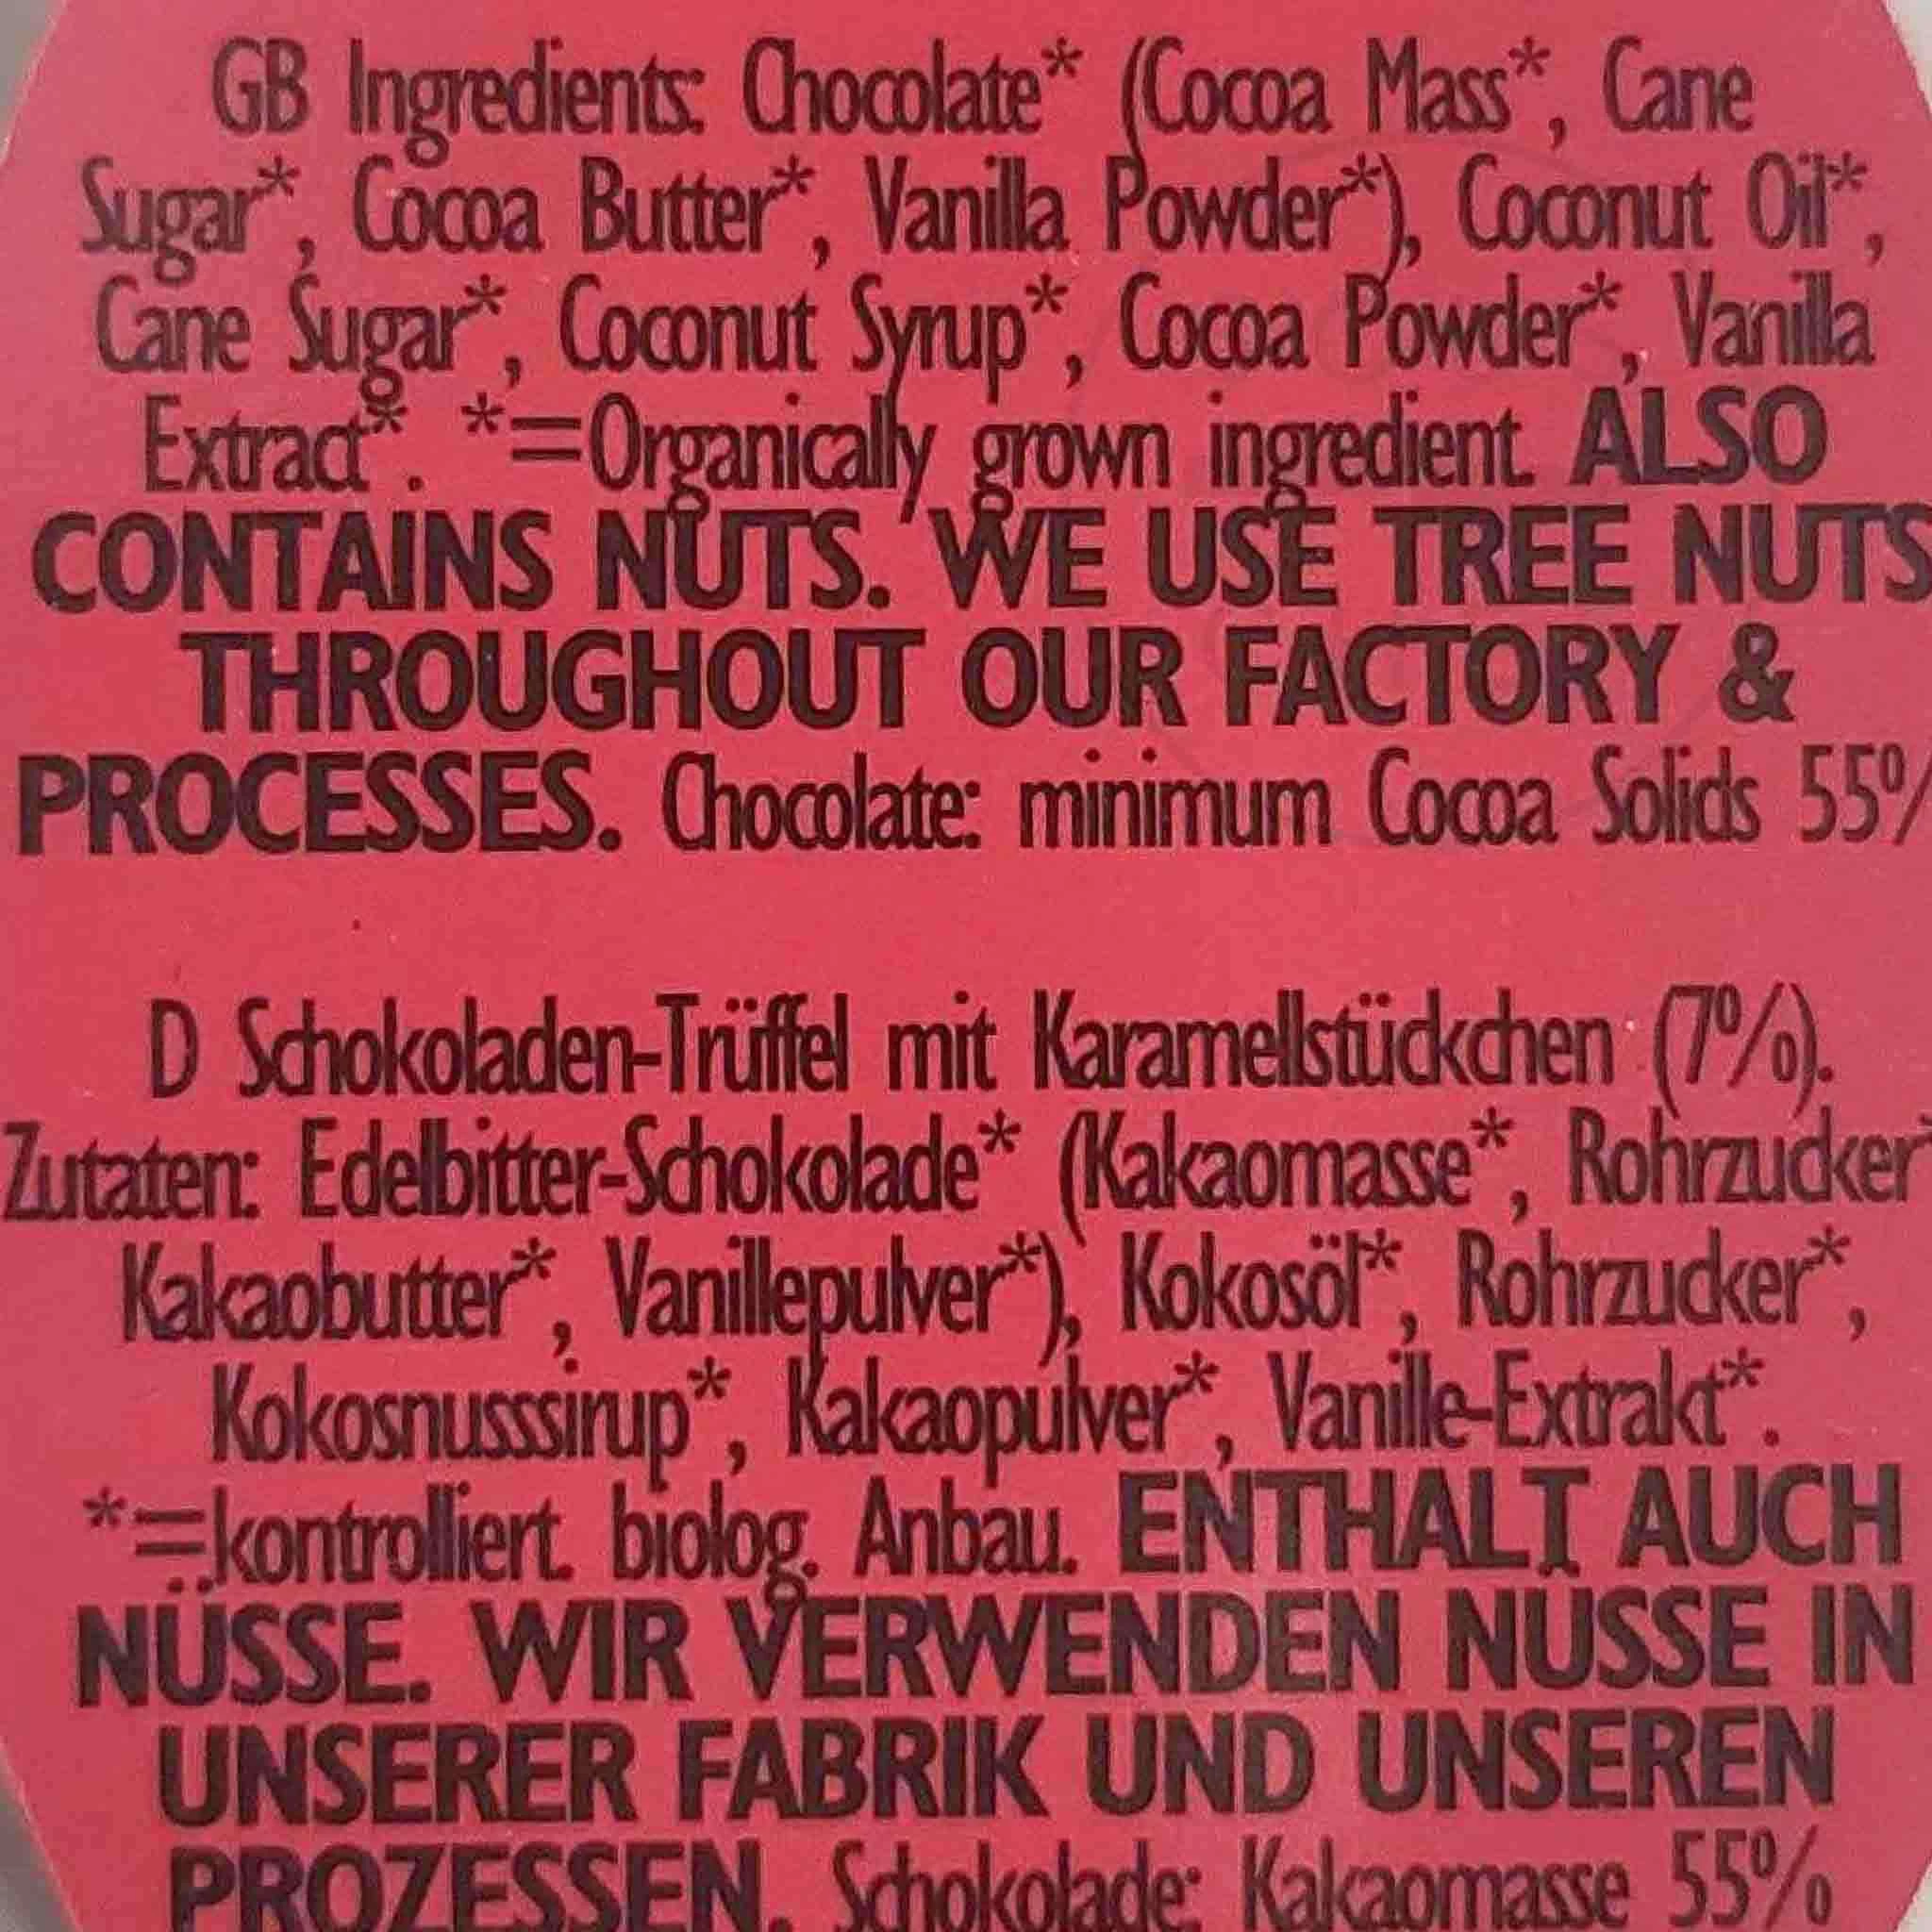 GB Ingredients: Chocolate* (Cocoa Mass*, Cane
Sugar*, Cocoa Butter*, Vanilla Powder*), Coconut Oil*,
Cane Sugar*, Coconut Syrup*, Cocoa Powder*, Vanilla
Extract*. *=Organically grown ingredient. ALSO
CONTAINS NUTS. WE USE TREE NUTS
THROUGHOUT OUR FACTORY &
PROCESSES. Chocolate: minimum Cocoa Solids 55%
D Schokoladen-Trüffel mit Karamellstückchen (7%).
Zutaten: Edelbitter-Schokolade* (Kakaomasse*, Rohrzucker*
Kakaobutter*, Vanillepulver*), Kokosöl*, Rohrzucker*,
Kokosnusssirup*, Kakaopulver*, Vanille-Extrakt*.
*=kontrolliert. biolog. Anbau. ENTHALT AUCH
NÜSSE. WIR VERWENDEN NÜSSE IN
UNSERER FABRIK UND UNSEREN
PROZESSEN. Schokolade: Kakaomasse 55%